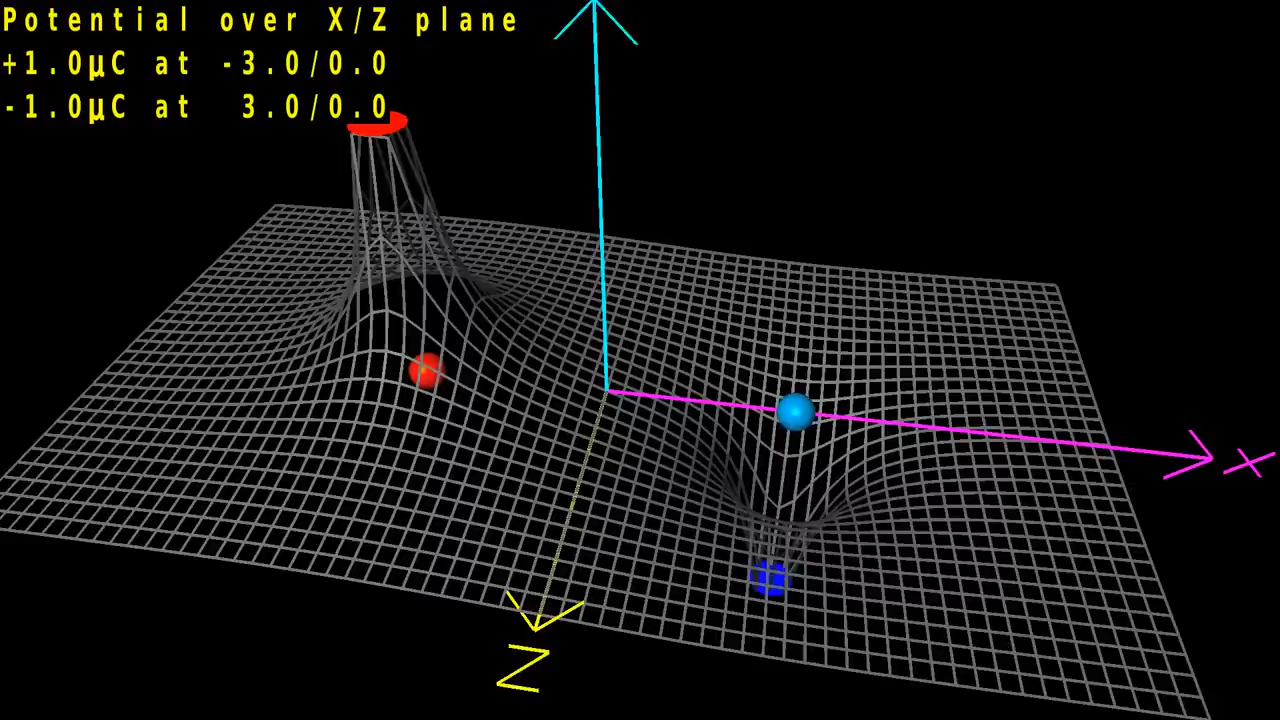 Potential over X/Z plane
+1.0µC at -3.0/0.0
-1.0µC at  3.0/0.0
X
Z